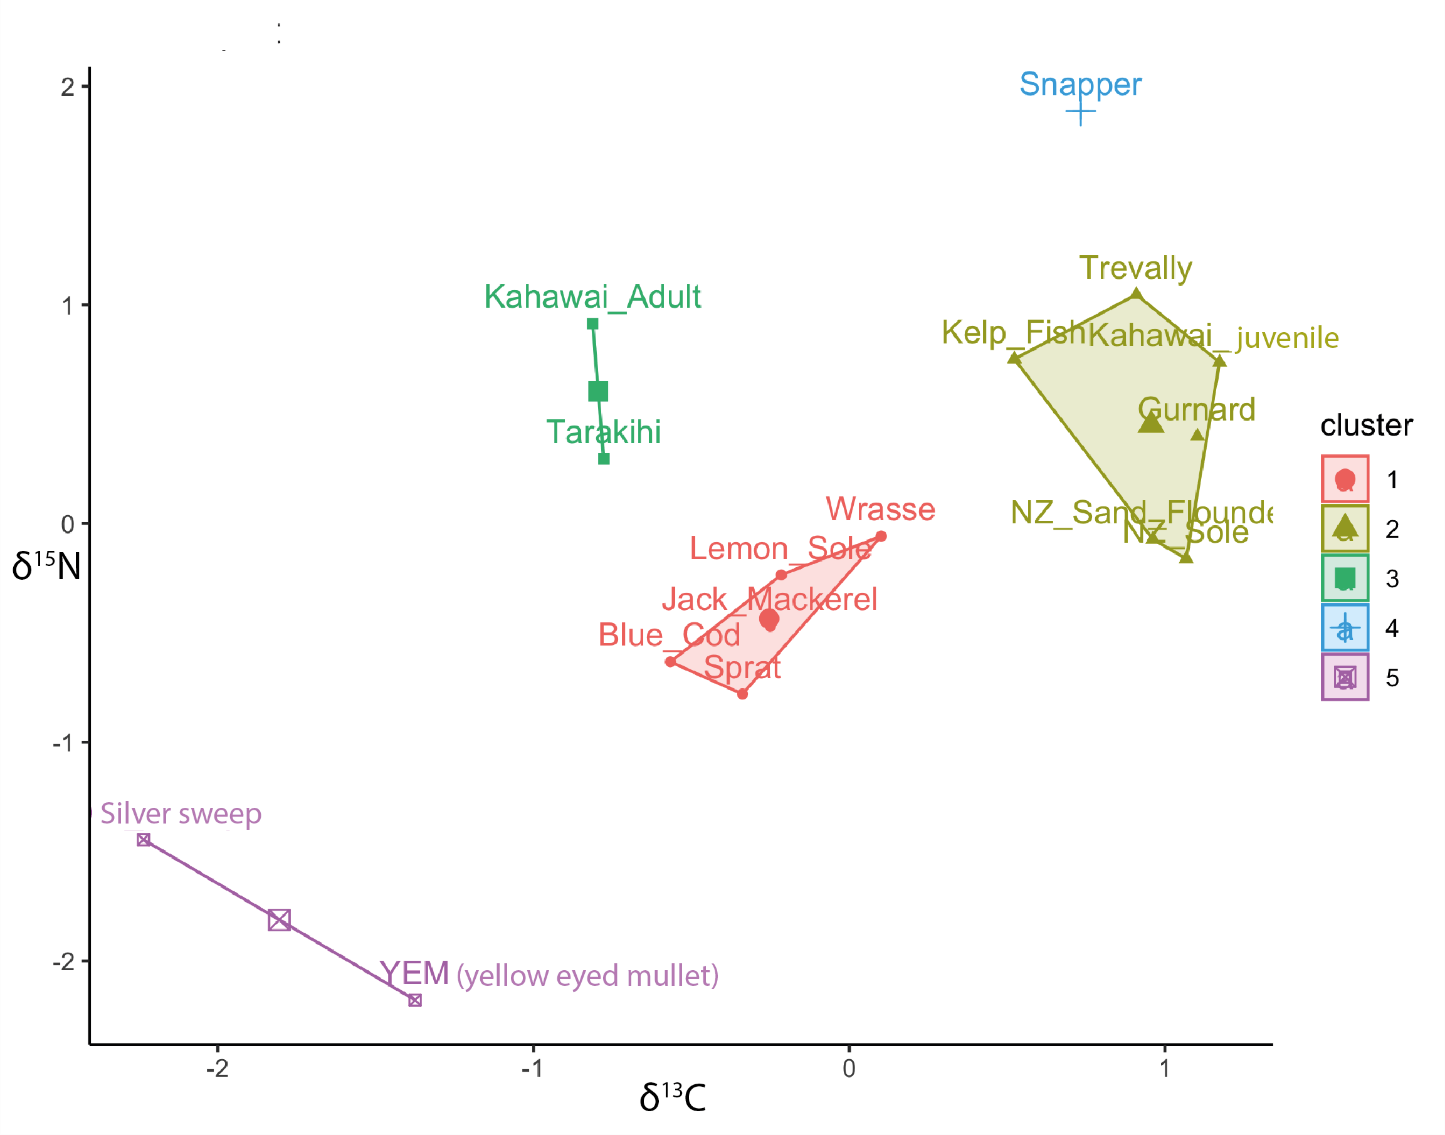 2
Snapper
Trevally
Kahawai_Adult
1
Kelp_Fish
Kahawai_juvenile
Gurnard
Tarakihi
cluster
1
2
3
4
5
NZ_Sand_Flounde
NZ_Sole
Wrasse
0
δ15N
Lemon_Sole
Jack_Mackerel
Blue_Cod
Sprat
-1
Silver sweep
-2
YEM (yellow eyed mullet)
-2
-1
0
1
δ13C